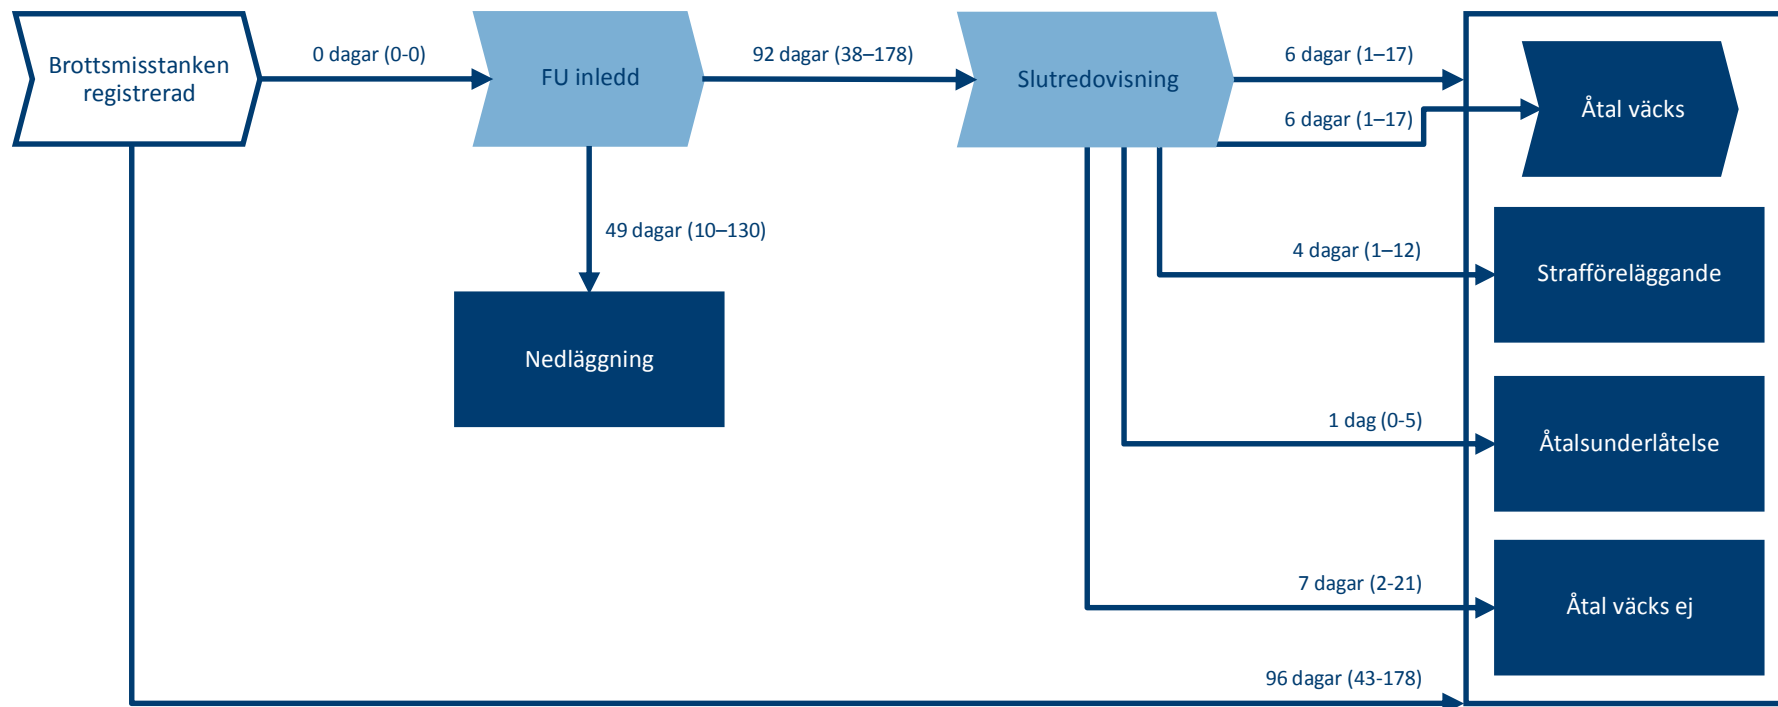 Brottsmisstanken
registrerad
0 dagar (0-0)
FU inledd
92 dagar (38–178)
Slutredovisning
6 dagar (1–17)
6 dagar (1–17)
Åtal väcks
49 dagar (10–130)
Nedläggning
4 dagar (1–12)
Strafföreläggande
1 dag (0-5)
Åtalsunderlåtelse
7 dagar (2-21)
Åtal väcks ej
96 dagar (43-178)